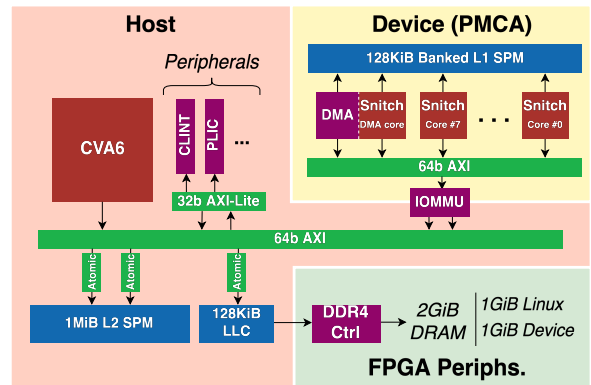 Host
Peripherals
CVA6
CLINT
PLIC
...
32b AXI-Lite
Device (PMCA)
128KiB Banked L1 SPM
DMA
Snitch
DMA core
Snitch
Core #7
. . .
Snitch
Core #0
64b AXI
IOMMU
64b AXI
Atomic
Atomic
Atomic
1MiB L2 SPM
128KiB
LLC
DDR4
Ctrl
2GiB
DRAM
1GiB Linux
1GiB Device
FPGA Periphs.